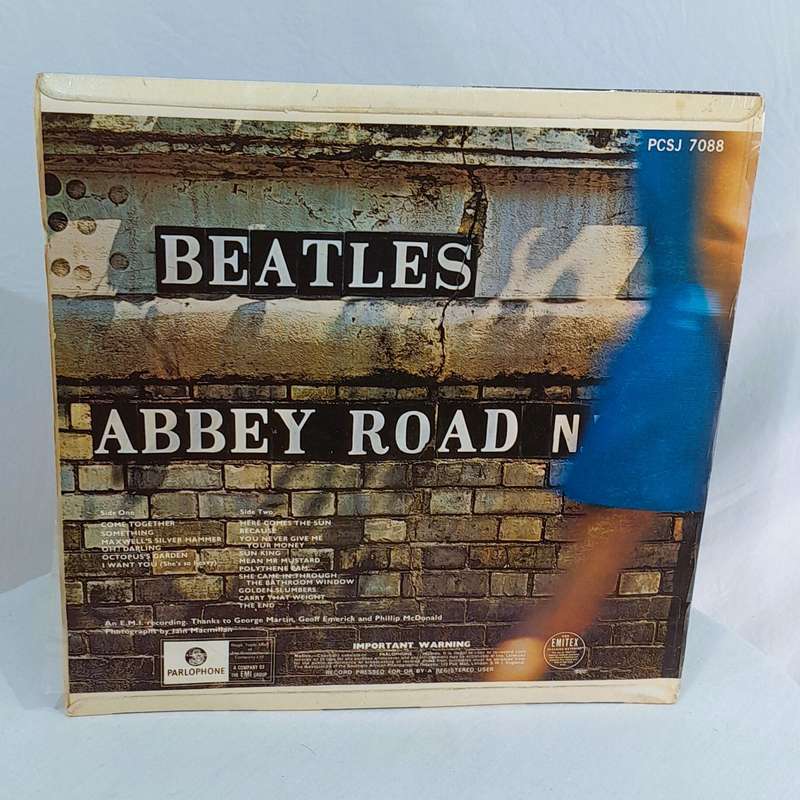 PCSJ 7088
BEATLES
ABBEY ROAD N
Side One
COME TOGETHER
SOMETHING
MAXWELL'S SILVER HAMMER
OH! DARLING
OCTOPUS'S GARDEN
I WANT YOU (She's so heavy)
Side Two
HERE COMES THE SUN
BECAUSE
YOU NEVER GIVE ME
YOUR MONEY
SUN KING
MEAN MR MUSTARD
POLYTHENE PAM
SHE CAME IN THROUGH
THE BATHROOM WINDOW
GOLDEN SLUMBERS
CARRY THAT WEIGHT
THE END
An E.M.I. recording. Thanks to George Martin, Geoff Emerick and Phillip McDonald
Photographs by Iain Macmillan
PARLOPHONE
A COMPANY OF
THE EMI GROUP
IMPORTANT WARNING
RECORD PRESSED FOR OR BY A REGISTERED USER
EMITEX